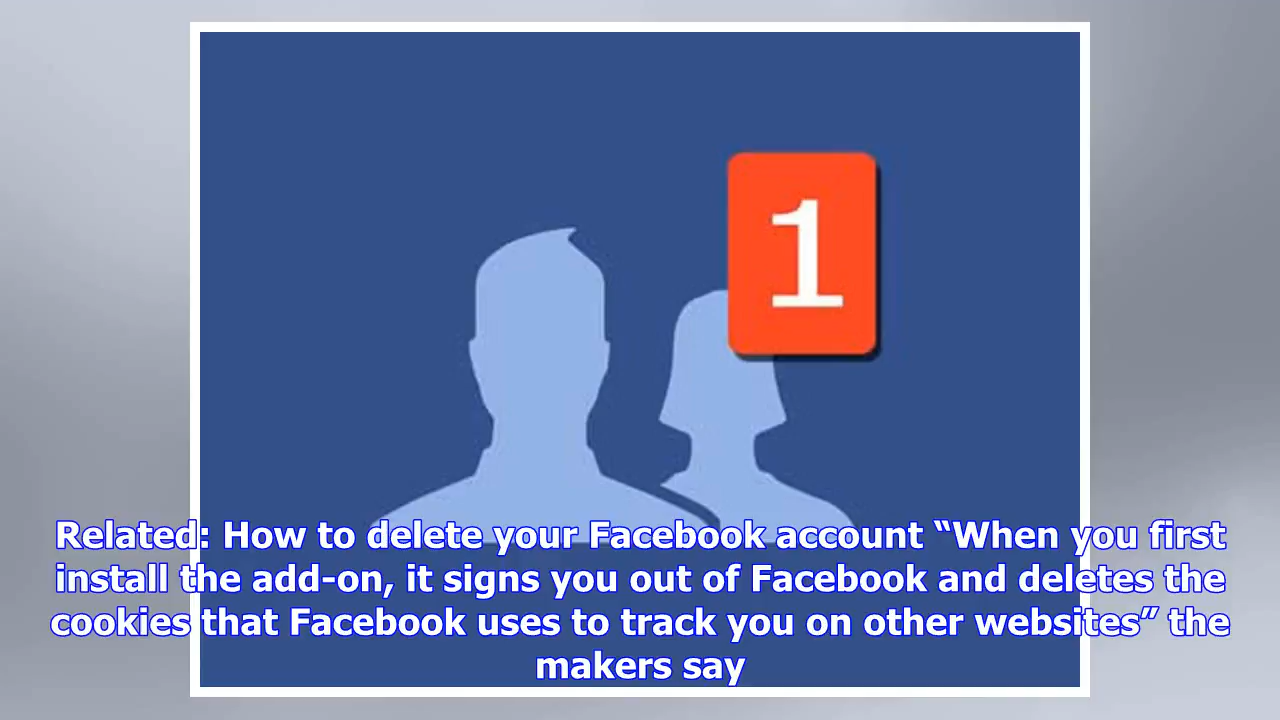 1
Related: How to delete your Facebook account “When you first
install the add-on, it signs you out of Facebook and deletes the
cookies that Facebook uses to track you on other websites” the
makers say